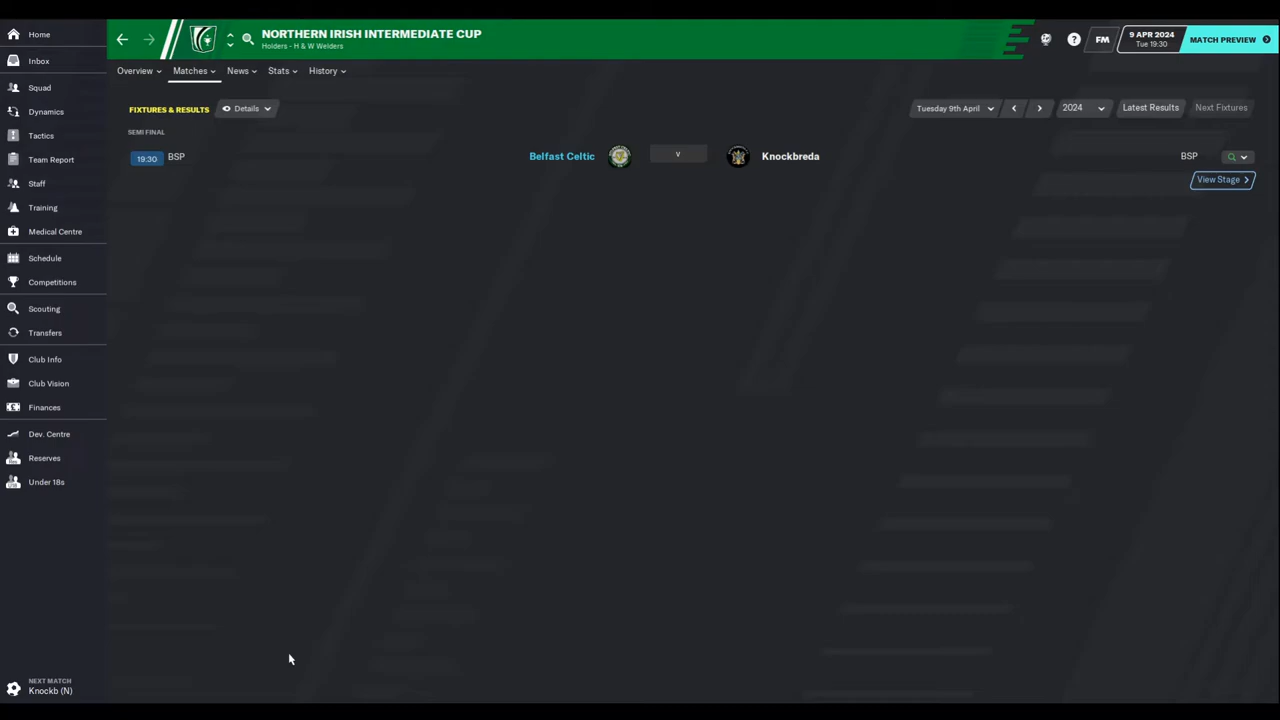 Home
NORTHERN IRISH INTERMEDIATE CUP
Holders - H & W Welders
FM
9 APR 2024
Tue 19:30
MATCH PREVIEW
Inbox
Overview
Matches
News
Stats
History
Squad
Dynamics
Tactics
Team Report
Staff
Training
Medical Centre
Schedule
Competitions
Scouting
Transfers
Club Info
Club Vision
Finances
Dev. Centre
Reserves
Under 18s
FIXTURES & RESULTS
Details
Tuesday 9th April
2024
Latest Results
Next Fixtures
SEMI FINAL
19:30 BSP Belfast Celtic v Knockbreda BSP
View Stage
NEXT MATCH
Knockb (N)